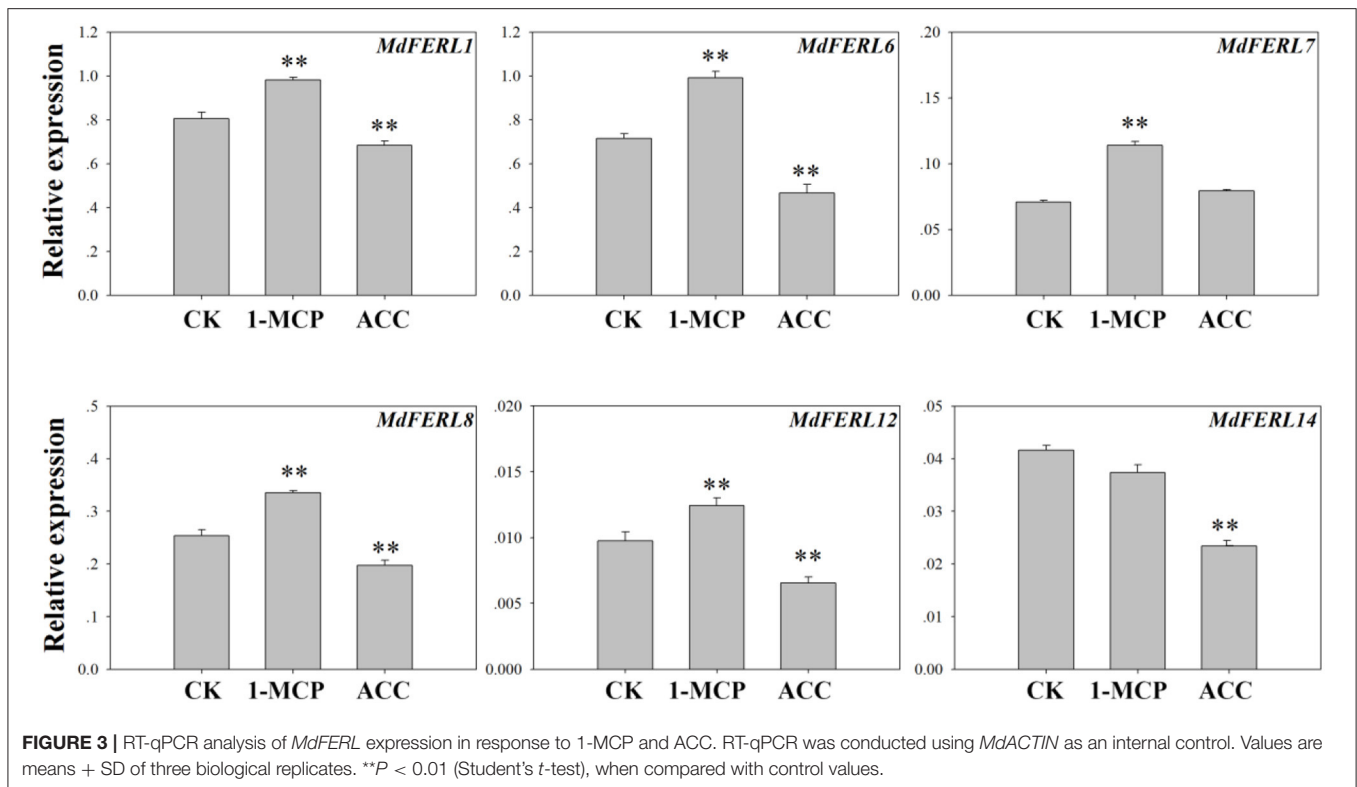 MdFERL1
MdFERL6
MdFERL7
Relative expression
1.2
1.0
.8
.6
.4
.2
0.0
**
**
CK 1-MCP ACC
1.2
1.0
.8
.6
.4
.2
0.0
**
**
CK 1-MCP ACC
.20
.15
.10
.05
0.00
**
CK 1-MCP ACC
MdFERL8
MdFERL12
MdFERL14
Relative expression
.5
.4
.3
.2
.1
0.0
**
**
CK 1-MCP ACC
.020
.015
.010
.005
0.000
**
**
CK 1-MCP ACC
.05
.04
.03
.02
.01
0.00
**
CK 1-MCP ACC
FIGURE 3 | RT-qPCR analysis of MdFERL expression in response to 1-MCP and ACC. RT-qPCR was conducted using MdACTIN as an internal control. Values are
means + SD of three biological replicates. **P < 0.01 (Student's t-test), when compared with control values.